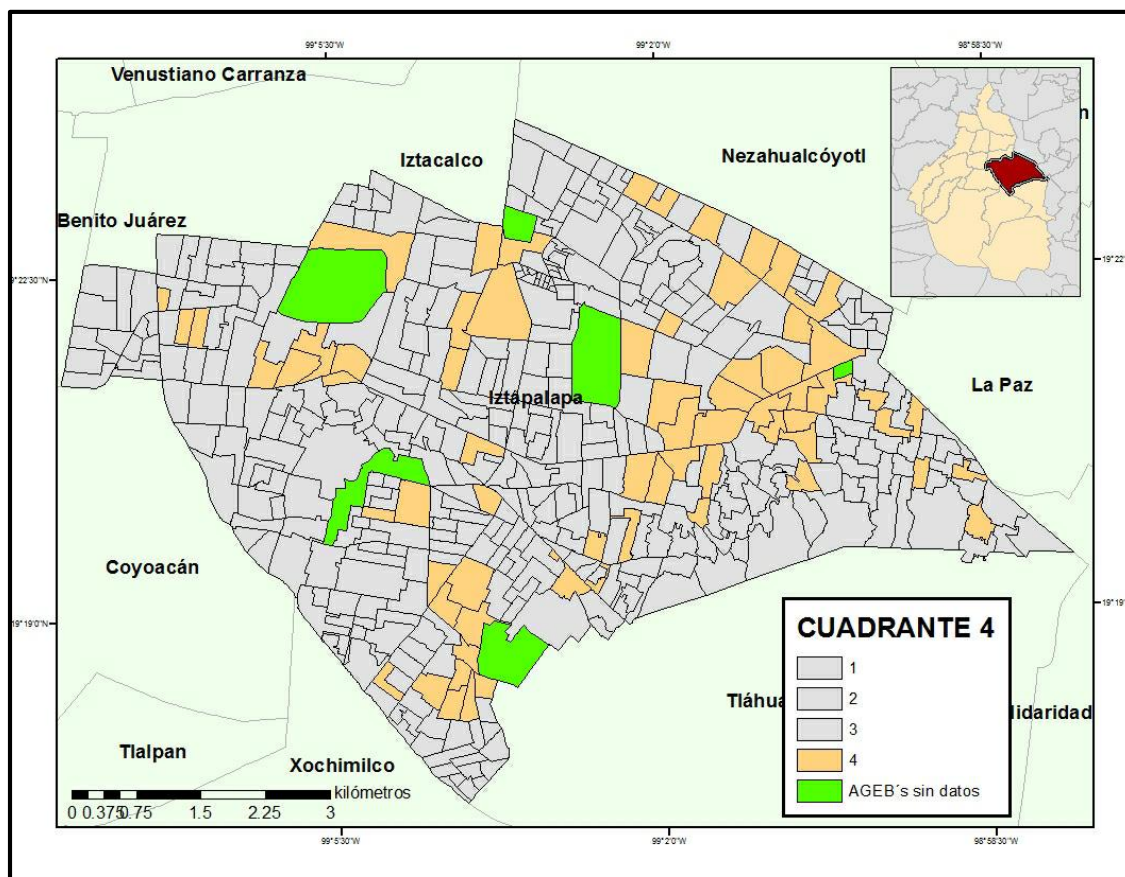 99°5'30"W 99°2'0"W 98°58'30"W
Venustiano Carranza
Iztacalco
Nezahualcóyotl
n
Benito Juárez
9°22'30"N
19°22'
La Paz
Iztápalapa
Coyoacán
9°19'0"N
19°19'
CUADRANTE 4
1
2
3
4
AGEB´s sin datos
Tláhua
lidaridad
Tlalpan
Xochimilco
kilómetros
0 0.375 0.75 1.5 2.25 3
99°5'30"W 99°2'0"W 98°58'30"W